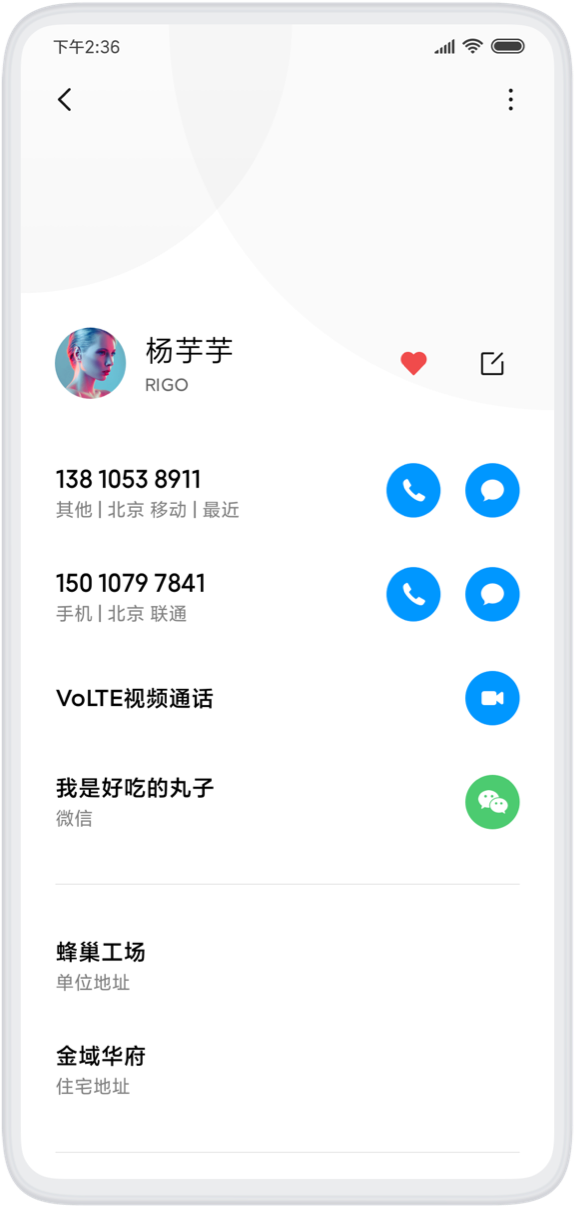 下午2:36
杨芋芋
RIGO
138 1053 8911
其他 | 北京 移动 | 最近
150 1079 7841
手机 | 北京 联通
VoLTE视频通话
我是好吃的丸子
微信
蜂巢工场
单位地址
金域华府
住宅地址